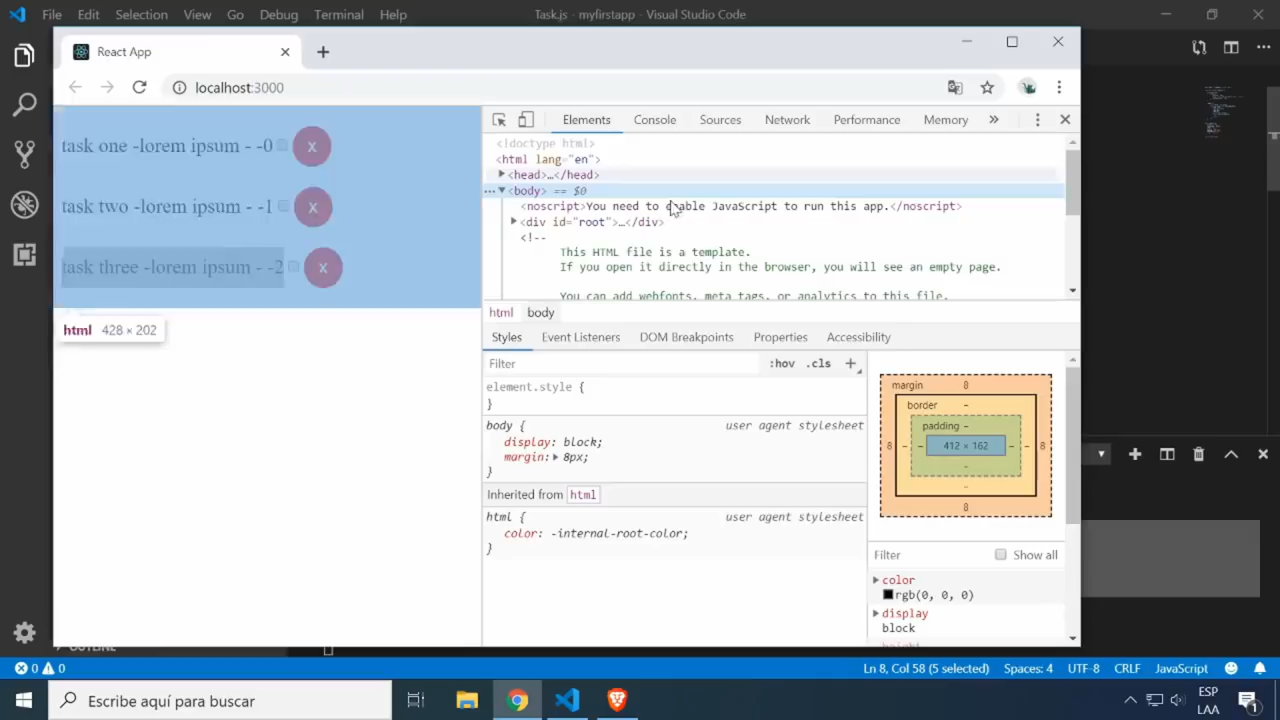 File Edit Selection View Go Debug Terminal Help Task.js - myfirstapp - Visual Studio Code
React App
localhost:3000
Elements Console Sources Network Performance Memory »
task one -lorem ipsum - -0 X
task two -lorem ipsum - -1 X
task three -lorem ipsum - -2 X
html 428 × 202
<!doctype html>
<html lang="en">
<head>…</head>
… <body> == $0
<noscript>You need to enable JavaScript to run this app.</noscript>
<div id="root">…</div>
<!--
This HTML file is a template.
If you open it directly in the browser, you will see an empty page.
You can add webfonts, meta tags, or analytics to this file.
html body
Styles Event Listeners DOM Breakpoints Properties Accessibility
Filter :hov .cls +
element.style {
}
body { user agent stylesheet
display: block;
margin: 8px;
}
Inherited from html
html { user agent stylesheet
color: -internal-root-color;
}
margin 8
border -
padding -
8 - - 412 × 162 - - 8
-
-
8
Filter Show all
color
rgb(0, 0, 0)
display
block
height
OUTLINE
0 0 Ln 8, Col 58 (5 selected) Spaces: 4 UTF-8 CRLF JavaScript
Escribe aquí para buscar
ESP
LAA
1